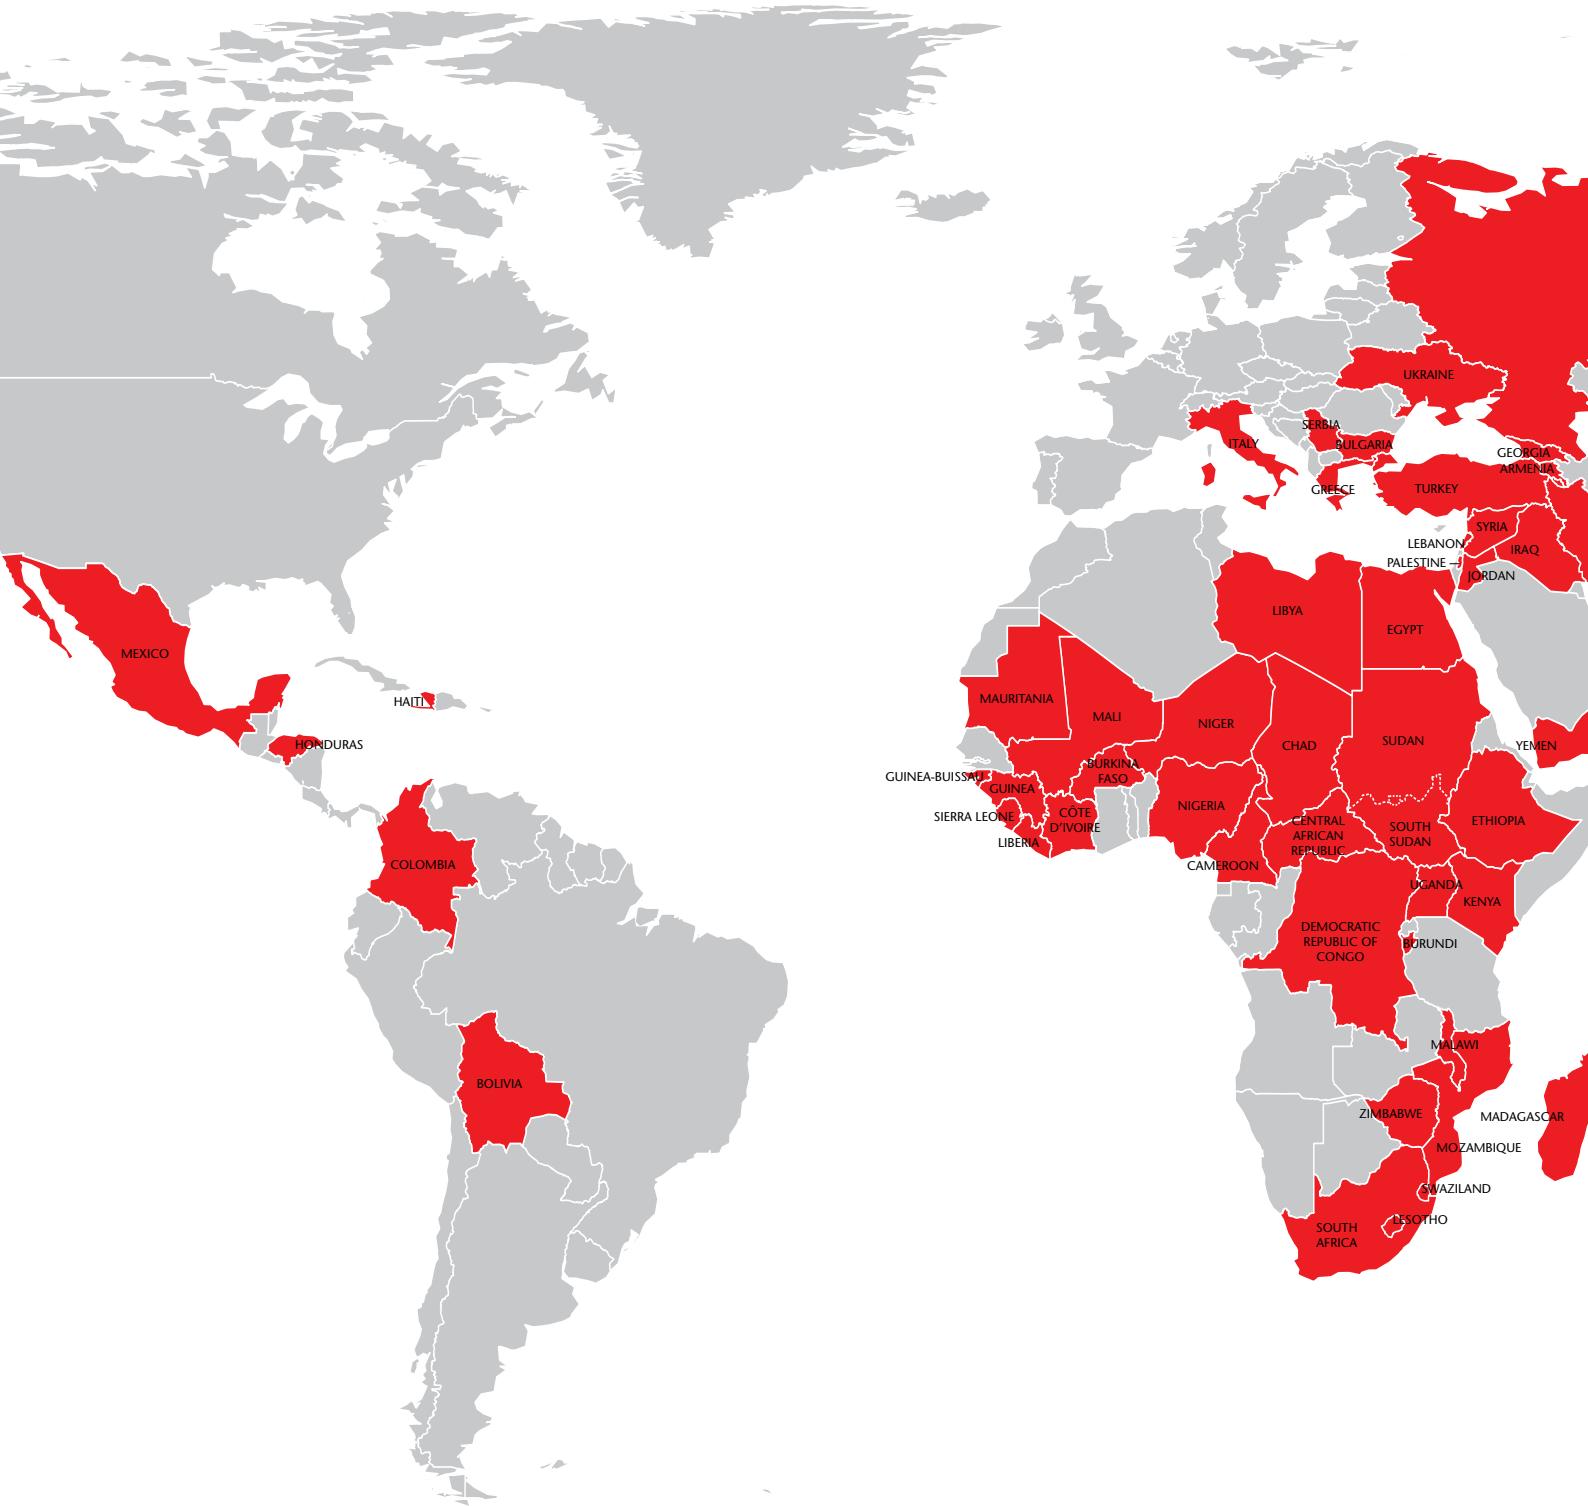 UKRAINE
SERBIA
ITALY
BULGARIA
GEORGIA
ARMENIA
GREECE
TURKEY
SYRIA
LEBANON
IRAQ
PALESTINE
JORDAN
LIBYA
EGYPT
MEXICO
HAITI
MAURITANIA
MALI
NIGER
CHAD
SUDAN
YEMEN
HONDURAS
BURKINA
FASO
GUINEA-BUISSAU
GUINEA
NIGERIA
SIERRA LEONE
CÔTE
D'IVOIRE
CENTRAL
AFRICAN
REPUBLIC
SOUTH
SUDAN
ETHIOPIA
LIBERIA
COLOMBIA
CAMEROON
UGANDA
KENYA
DEMOCRATIC
REPUBLIC OF
CONGO
BURUNDI
MALAWI
BOLIVIA
ZIMBABWE
MADAGASCAR
MOZAMBIQUE
SWAZILAND
LESOTHO
SOUTH
AFRICA